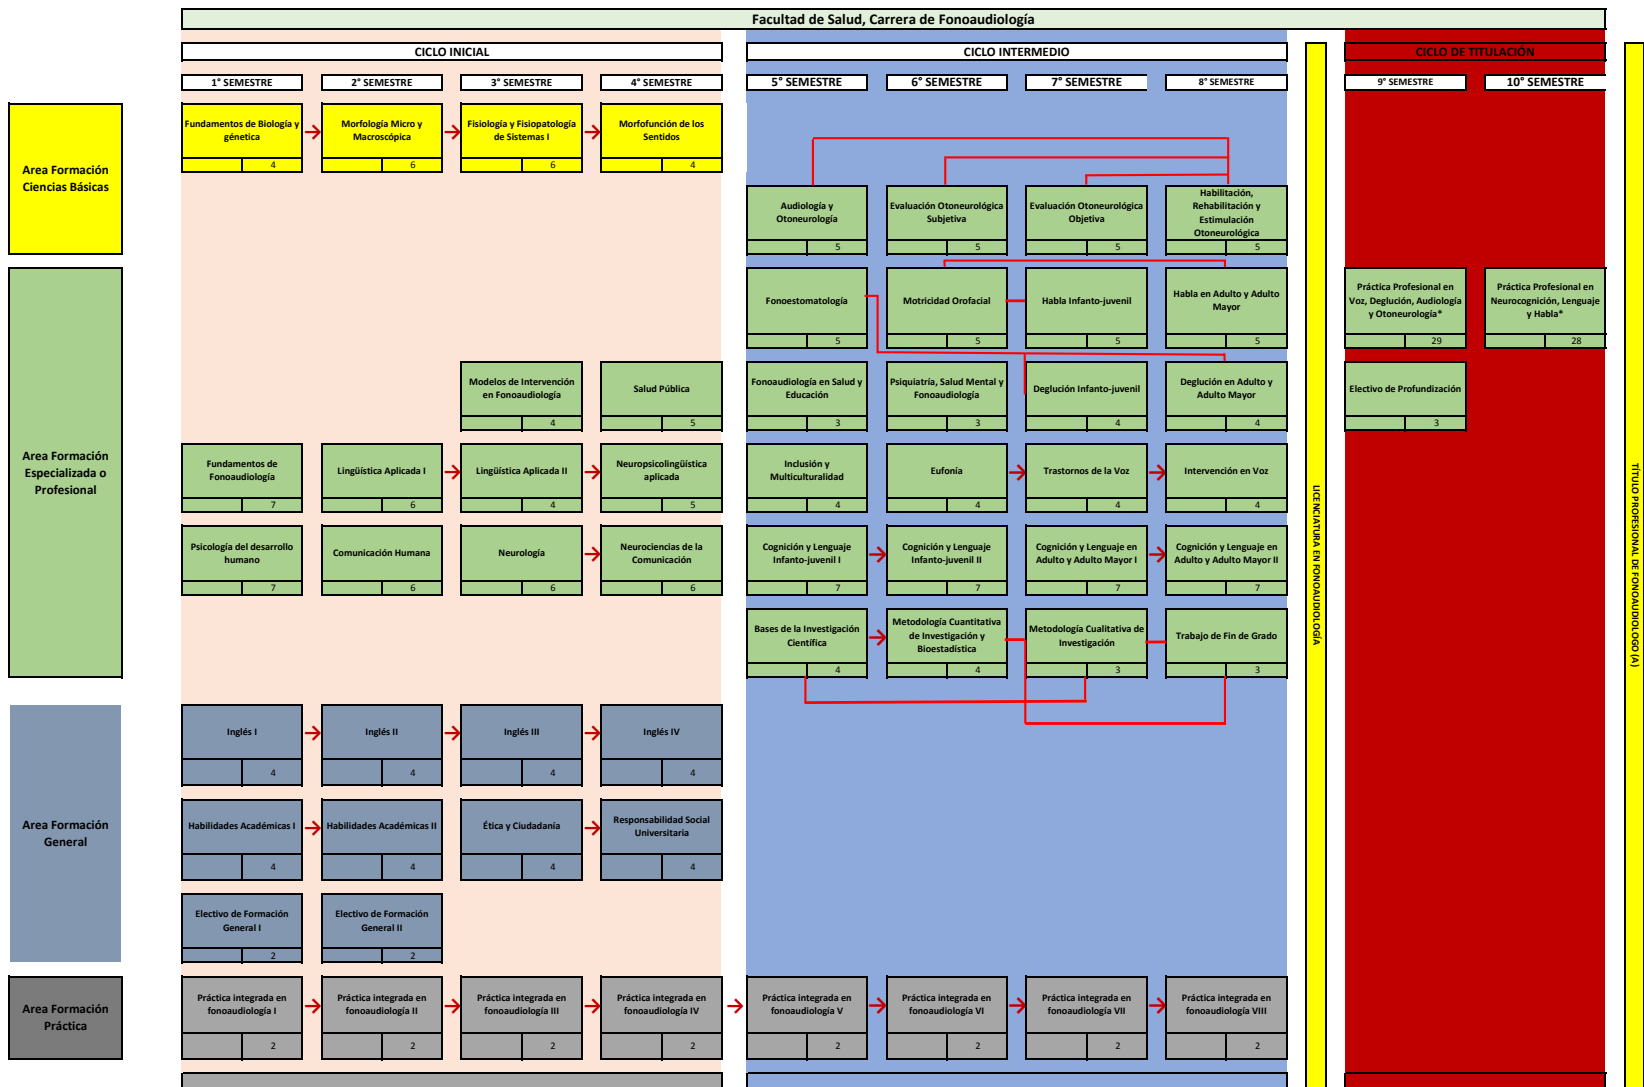 Facultad de Salud, Carrera de Fonoaudiología
CICLO INICIAL
CICLO INTERMEDIO
CICLO DE TITULACIÓN
1° SEMESTRE
2° SEMESTRE
3° SEMESTRE
4° SEMESTRE
5° SEMESTRE
6° SEMESTRE
7° SEMESTRE
8° SEMESTRE
9° SEMESTRE
10° SEMESTRE
Area Formación
Ciencias Básicas
Fundamentos de Biología y
génetica
4
Morfología Micro y
Macroscópica
6
Fisiología y Fisiopatología
de Sistemas I
6
Morfofunción de los
Sentidos
4
Audiología y
Otoneurología
5
Evaluación Otoneurológica
Subjetiva
5
Evaluación Otoneurológica
Objetiva
5
Habilitación,
Rehabilitación y
Estimulación
Otoneurológica
5
Area Formación
Especializada o
Profesional
Fonoestomatología
5
Motricidad Orofacial
5
Habla Infanto-juvenil
5
Habla en Adulto y Adulto
Mayor
5
Práctica Profesional en
Voz, Deglución, Audiología
y Otoneurología*
29
Práctica Profesional en
Neurocognición, Lenguaje
y Habla*
28
Modelos de Intervención
en Fonoaudiología
4
Salud Pública
5
Fonoaudiología en Salud y
Educación
3
Psiquiatría, Salud Mental y
Fonoaudiología
3
Deglución Infanto-juvenil
4
Deglución en Adulto y
Adulto Mayor
4
Electivo de Profundización
3
Fundamentos de
Fonoaudiología
7
Lingüística Aplicada I
6
Lingüística Aplicada II
4
Neuropsicolingüística
aplicada
5
Inclusión y
Multiculturalidad
4
Eufonía
4
Trastornos de la Voz
4
Intervención en Voz
4
Psicología del desarrollo
humano
7
Comunicación Humana
6
Neurología
6
Neurociencias de la
Comunicación
6
Cognición y Lenguaje
Infanto-juvenil I
7
Cognición y Lenguaje
Infanto-juvenil II
7
Cognición y Lenguaje en
Adulto y Adulto Mayor I
7
Cognición y Lenguaje en
Adulto y Adulto Mayor II
7
Bases de la Investigación
Científica
4
Metodología Cuantitativa
de Investigación y
Bioestadística
4
Metodología Cualitativa de
Investigación
3
Trabajo de Fin de Grado
3
LICENCIATURA EN FONOAUDIOLOGÍA
TÍTULO PROFESIONAL DE FONOAUDIOLOGO (A)
Area Formación
General
Inglés I
4
Inglés II
4
Inglés III
4
Inglés IV
4
Habilidades Académicas I
4
Habilidades Académicas II
4
Ética y Ciudadanía
4
Responsabilidad Social
Universitaria
4
Electivo de Formación
General I
2
Electivo de Formación
General II
2
Area Formación
Práctica
Práctica integrada en
fonoaudiología I
2
Práctica integrada en
fonoaudiología II
2
Práctica integrada en
fonoaudiología III
2
Práctica integrada en
fonoaudiología IV
2
Práctica integrada en
fonoaudiología V
2
Práctica integrada en
fonoaudiología VI
2
Práctica integrada en
fonoaudiología VII
2
Práctica integrada en
fonoaudiología VIII
2